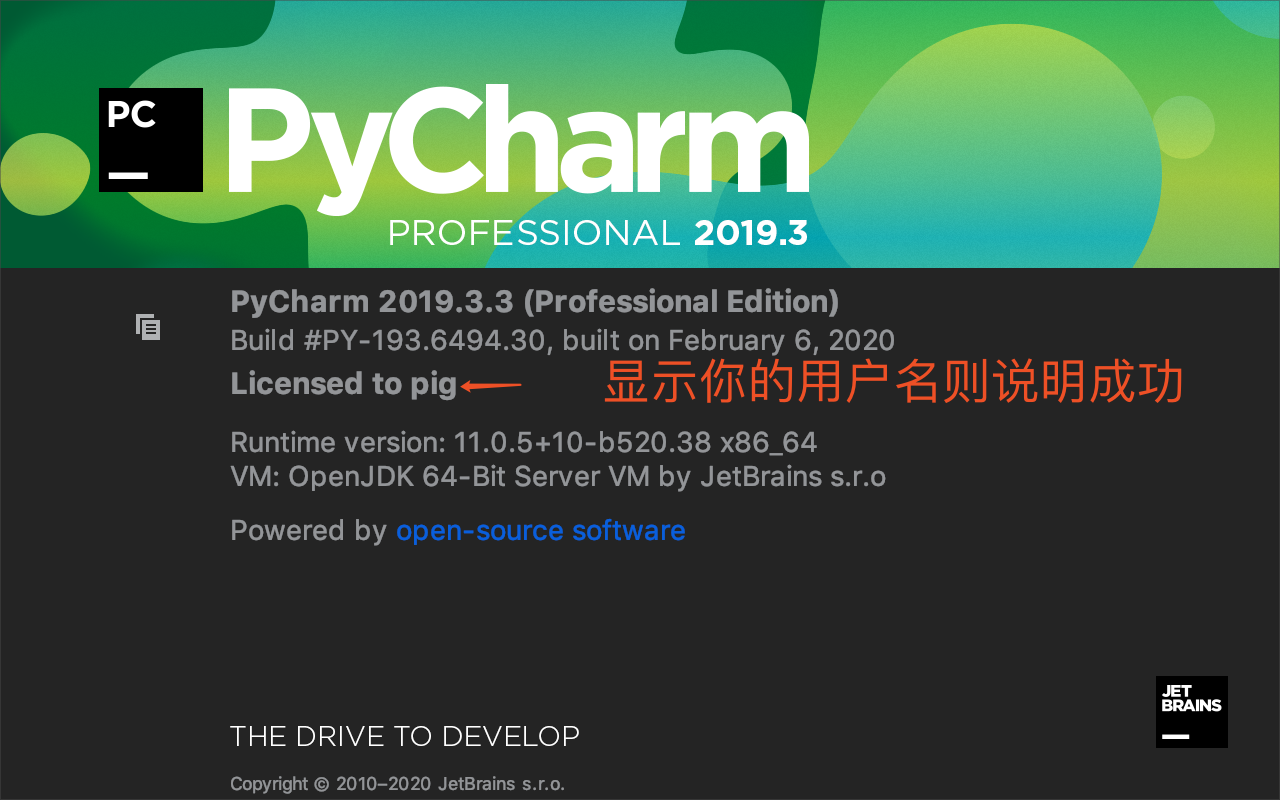 PC
PyCharm
PROFESSIONAL 2019.3
PyCharm 2019.3.3 (Professional Edition)
Build #PY-193.6494.30, built on February 6, 2020
Licensed to pig
显示你的用户名则说明成功
Runtime version: 11.0.5+10-b520.38 x86_64
VM: OpenJDK 64-Bit Server VM by JetBrains s.r.o
Powered by open-source software
JET
BRAINS
THE DRIVE TO DEVELOP
Copyright © 2010–2020 JetBrains s.r.o.